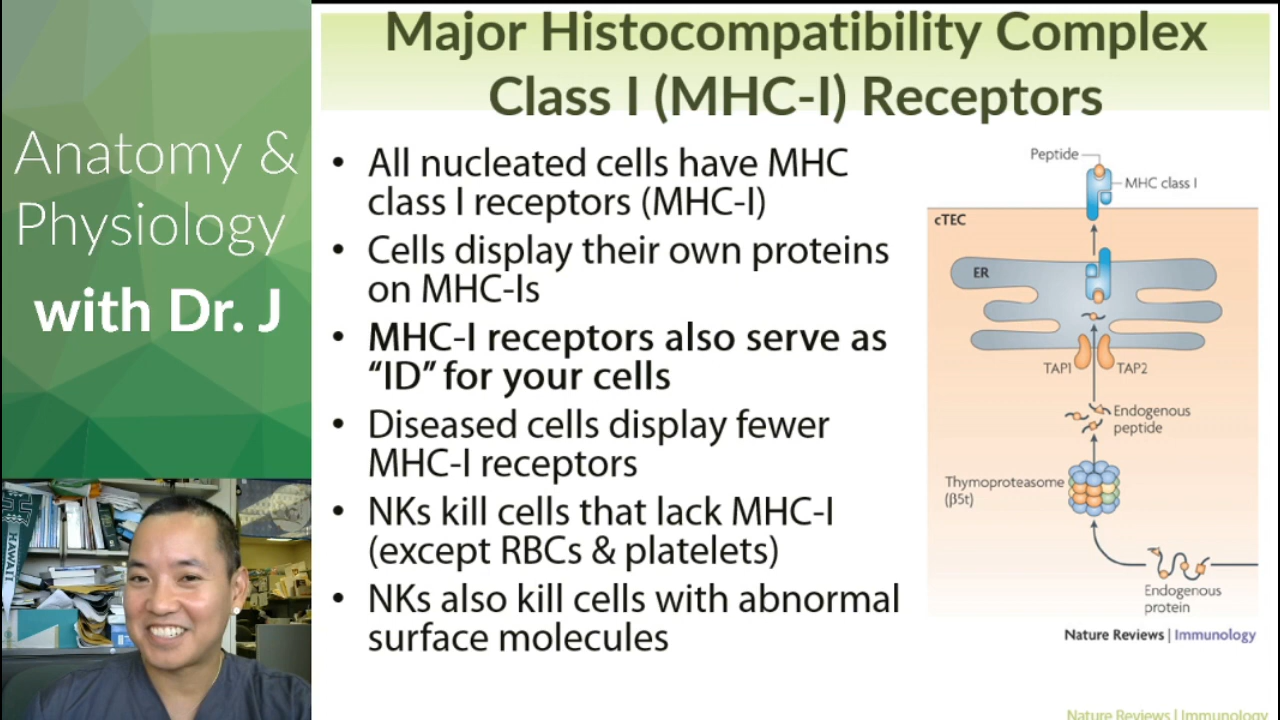 Anatomy &
Physiology
with Dr. J
HAWAII
Major Histocompatibility Complex
Class I (MHC-I) Receptors
• All nucleated cells have MHC
class I receptors (MHC-I)
• Cells display their own proteins
on MHC-Is
• MHC-I receptors also serve as
“ID” for your cells
• Diseased cells display fewer
MHC-I receptors
• NKs kill cells that lack MHC-I
(except RBCs & platelets)
• NKs also kill cells with abnormal
surface molecules
Peptide
MHC class I
cTEC
ER
TAP1
TAP2
Endogenous
peptide
Thymoproteasome
(β5t)
Endogenous
protein
Nature Reviews | Immunology
Nature Reviews | Immunology